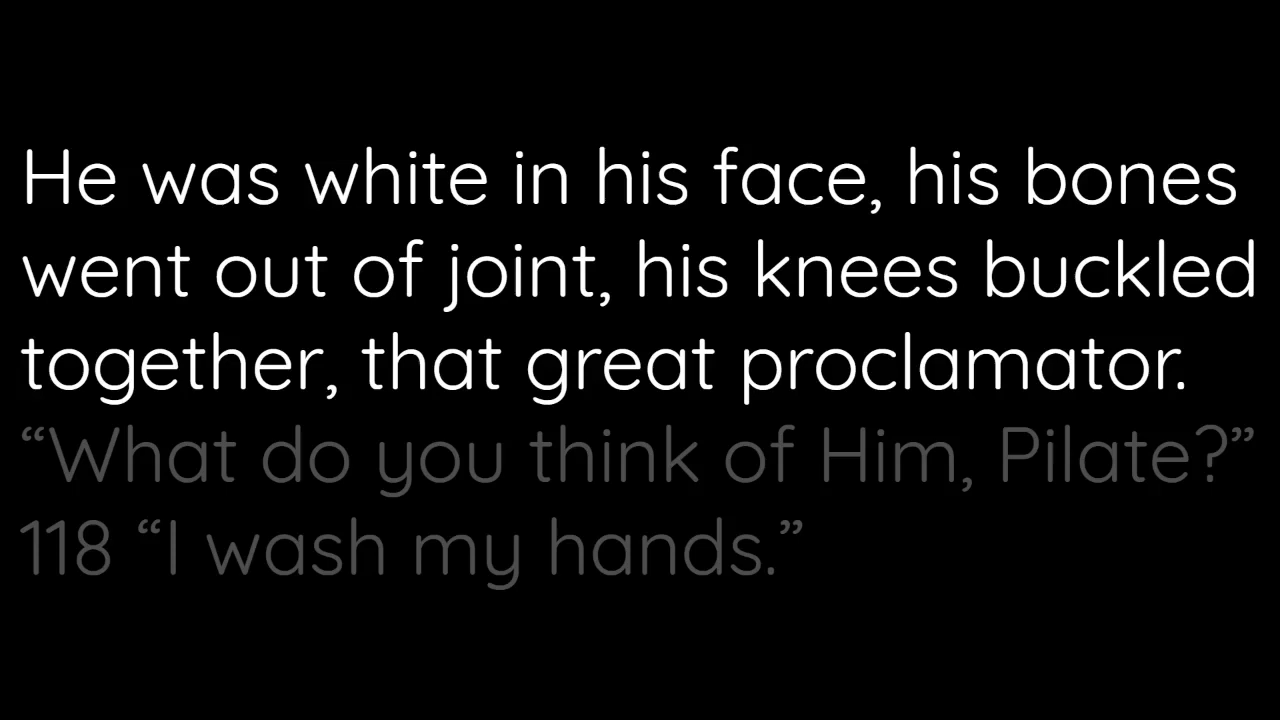 He was white in his face, his bones
went out of joint, his knees buckled
together, that great proclamator.
“What do you think of Him, Pilate?”
118 “I wash my hands.”